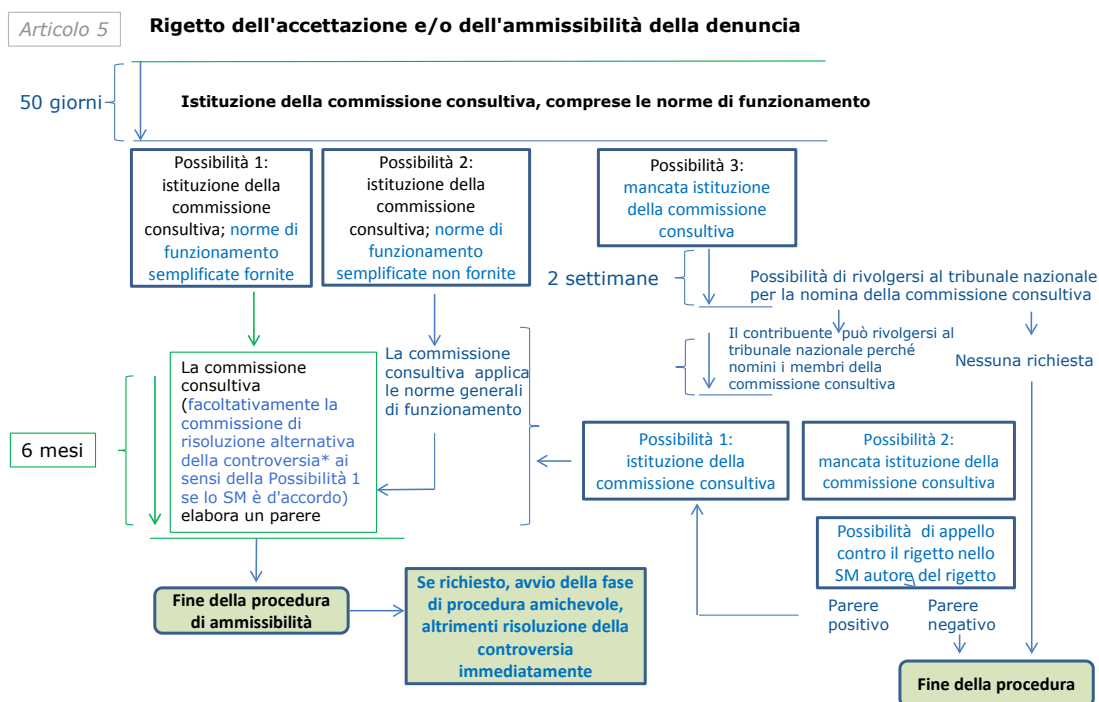 Articolo 5
Rigetto dell'accettazione e/o dell'ammissibilità della denuncia
50 giorni
Istituzione della commissione consultiva, comprese le norme di funzionamento
Possibilità 1:
istituzione della
commissione
consultiva; norme di
funzionamento
semplificate fornite
Possibilità 2:
istituzione della
commissione
consultiva; norme di
funzionamento
semplificate non fornite
Possibilità 3:
mancata istituzione
della commissione
consultiva
2 settimane
Possibilità di rivolgersi al tribunale nazionale
per la nomina della commissione consultiva
Il contribuente può rivolgersi al
tribunale nazionale perché
nomini i membri della
commissione consultiva
Nessuna richiesta
6 mesi
La commissione
consultiva
(facoltativamente la
commissione di
risoluzione alternativa
della controversia* ai
sensi della Possibilità 1
se lo SM è d'accordo)
elabora un parere
La commissione
consultiva applica
le norme generali
di funzionamento
Possibilità 1:
istituzione della
commissione consultiva
Possibilità 2:
mancata istituzione della
commissione consultiva
Possibilità di appello
contro il rigetto nello
SM autore del rigetto
Parere
positivo
Parere
negativo
Fine della procedura
di ammissibilità
Se richiesto, avvio della fase
di procedura amichevole,
altrimenti risoluzione della
controversia
immediatamente
Fine della procedura